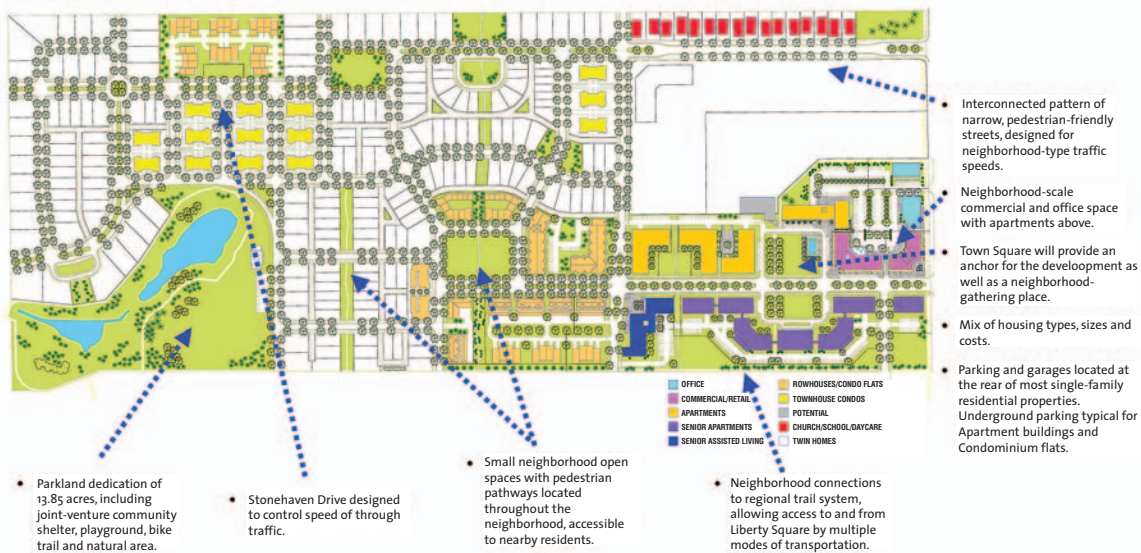 • Interconnected pattern of
narrow, pedestrian-friendly
streets, designed for
neighborhood-type traffic
speeds.
• Neighborhood-scale
commercial and office space
with apartments above.
• Town Square will provide an
anchor for the develoopment as
well as a neighborhood-
gathering place.
• Mix of housing types, sizes and
costs.
• Parking and garages located at
the rear of most single-family
residential properties.
Underground parking typical for
Apartment buildings and
Condominium flats.
OFFICE
COMMERCIAL/RETAIL
APARTMENTS
SENIOR APARTMENTS
SENIOR ASSISTED LIVING
ROWHOUSES/CONDO FLATS
TOWNHOUSE CONDOS
POTENTIAL
CHURCH/SCHOOL/DAYCARE
TWIN HOMES
• Parkland dedication of
13.85 acres, including
joint-venture community
shelter, playground, bike
trail and natural area.
• Stonehaven Drive designed
to control speed of through
traffic.
• Small neighborhood open
spaces with pedestrian
pathways located
throughout the
neighborhood, accessible
to nearby residents.
• Neighborhood connections
to regional trail system,
allowing access to and from
Liberty Square by multiple
modes of transportation.